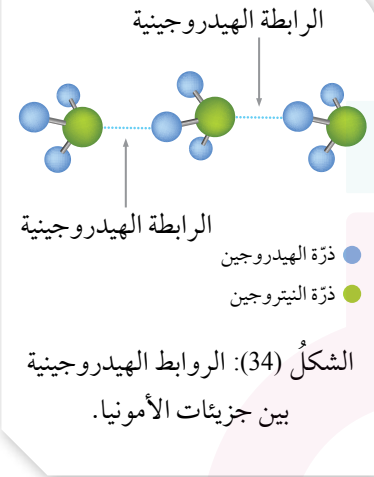 الرابطة الهيدروجينية
الرابطة الهيدروجينية
ذرّة الهيدروجين
ذرّة النيتروجين
الشكلُ (34): الروابط الهيدروجينية
بين جزيئات الأمونيا.